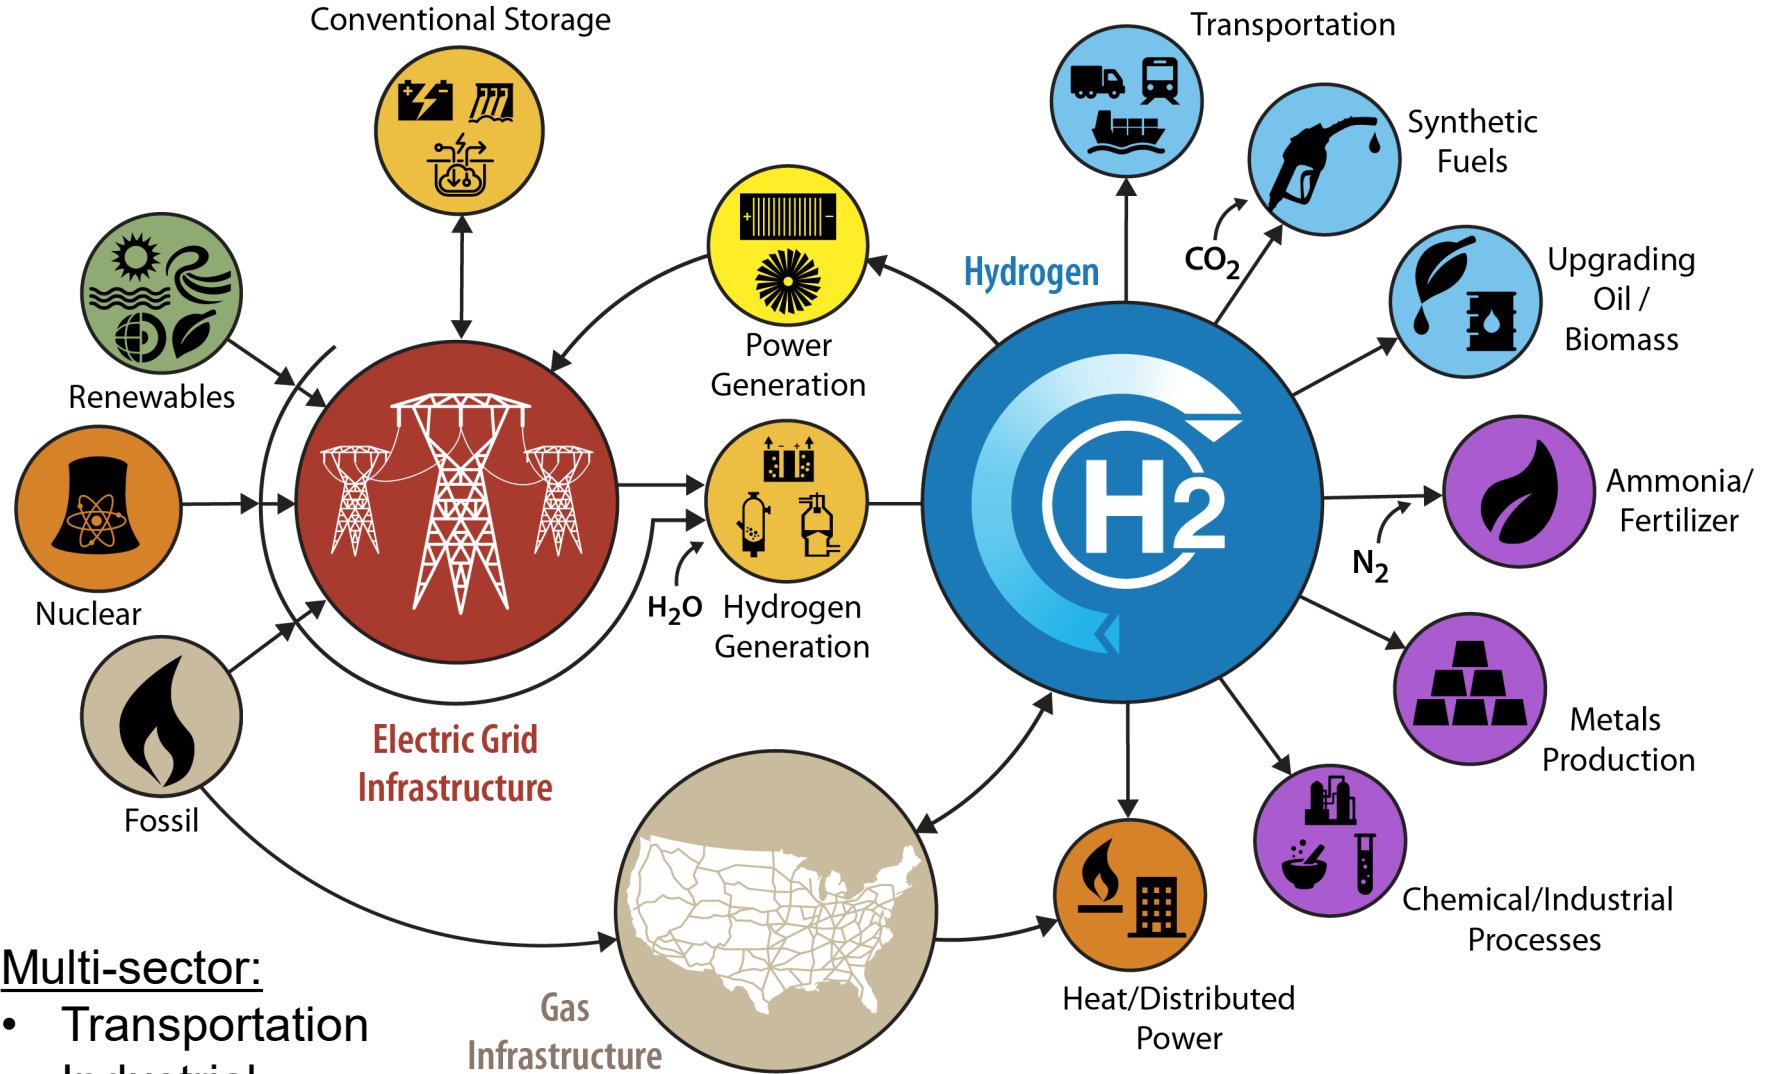 Conventional Storage
Transportation
Synthetic
Fuels
CO2
Hydrogen
Upgrading
Oil /
Biomass
Power
Generation
Renewables
H2
Ammonia/
Fertilizer
N2
Nuclear
H2O
Hydrogen
Generation
Electric Grid
Infrastructure
Metals
Production
Fossil
Chemical/Industrial
Processes
Multi-sector:
• Transportation
Industrial
Gas
Infrastructure
Heat/Distributed
Power